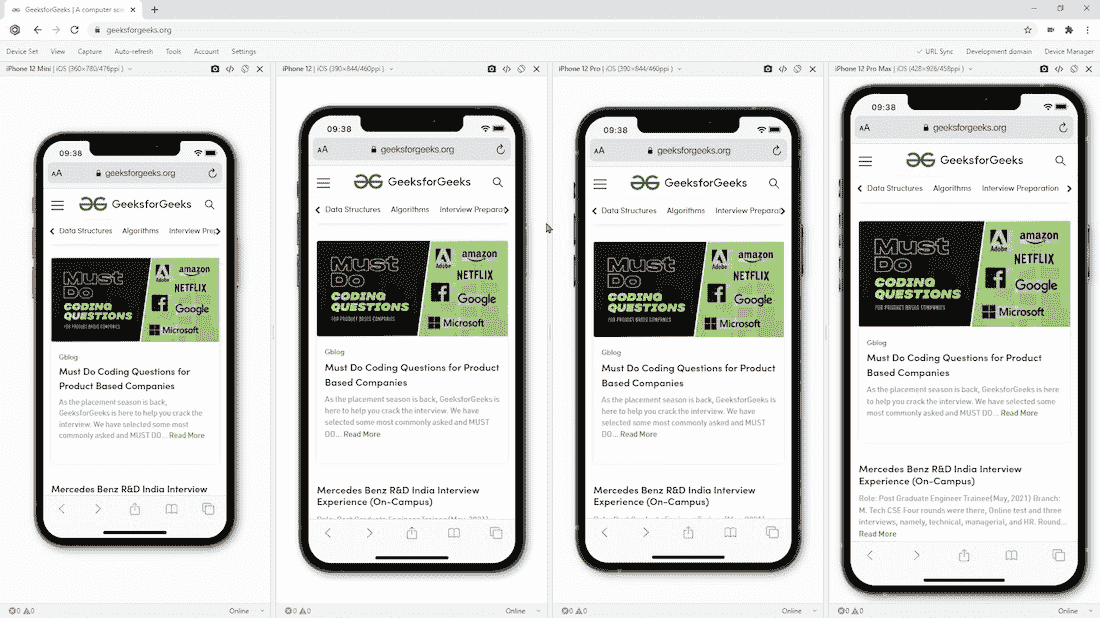 GeeksforGeeks | A computer scie
geeksforgeeks.org
Device Set View Capture Auto-refresh Tools Account Settings
URL Sync Development domain Device Manager
iPhone 12 Mini | iOS (360×780/476ppi )
09:38
AA geeksforgeeks.org
GeeksforGeeks
Data Structures Algorithms Interview Prep
MUST
DO
CODING
QUESTIONS
FOR PRODUCT BASED COMPANIES
Adobe
amazon
NETFLIX
Google
Microsoft
Gblog
Must Do Coding Questions for
Product Based Companies
As the placement season is back,
GeeksforGeeks is here to help you crack the
interview. We have selected some most
commonly asked and MUST DO... Read More
Mercedes Benz R&D India Interview
0 0 Online
iPhone 12 | iOS (390×844/460ppi )
09:38
AA geeksforgeeks.org
GeeksforGeeks
Data Structures Algorithms Interview Preparat
MUST
DO
CODING
QUESTIONS
FOR PRODUCT BASED COMPANIES
Adobe
amazon
NETFLIX
Google
Microsoft
Gblog
Must Do Coding Questions for Product
Based Companies
As the placement season is back, GeeksforGeeks is
here to help you crack the interview. We have
selected some most commonly asked and MUST
DO... Read More
Mercedes Benz R&D India Interview
Experience (On-Campus)
Role: Post Graduate Engineer Trainee(May, 2021)
0 0 Online
iPhone 12 Pro | iOS (390×844/460ppi )
09:38
AA geeksforgeeks.org
GeeksforGeeks
Data Structures Algorithms Interview Preparat
MUST
DO
CODING
QUESTIONS
FOR PRODUCT BASED COMPANIES
Adobe
amazon
NETFLIX
Google
Microsoft
Gblog
Must Do Coding Questions for Product
Based Companies
As the placement season is back, GeeksforGeeks is
here to help you crack the interview. We have
selected some most commonly asked and MUST
DO... Read More
Mercedes Benz R&D India Interview
Experience (On-Campus)
Role: Post Graduate Engineer Trainee(May, 2021)
0 0 Online
iPhone 12 Pro Max | iOS (428×926/458ppi )
09:38
AA geeksforgeeks.org
GeeksforGeeks
Data Structures Algorithms Interview Preparation
MUST
DO
CODING
QUESTIONS
FOR PRODUCT BASED COMPANIES
Adobe
amazon
NETFLIX
Google
Microsoft
Gblog
Must Do Coding Questions for Product
Based Companies
As the placement season is back, GeeksforGeeks is here
to help you crack the interview. We have selected some
most commonly asked and MUST DO... Read More
Mercedes Benz R&D India Interview
Experience (On-Campus)
Role: Post Graduate Engineer Trainee(May, 2021) Branch:
M. Tech CSE Four rounds were there, Online test and three
interviews, namely, technical, managerial, and HR. Round...
Read More
0 0 Online